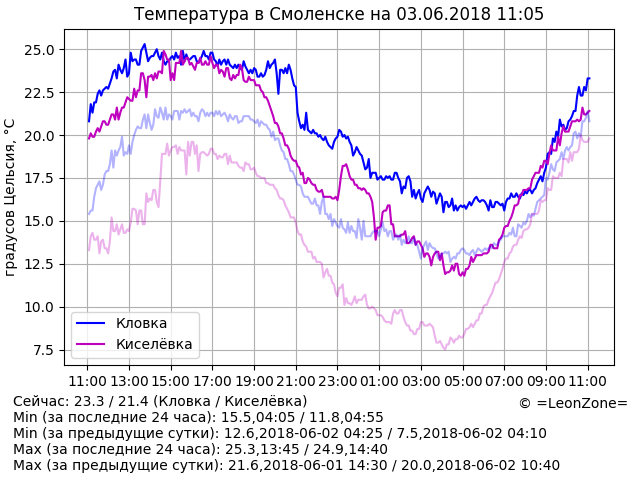 Температура в Смоленске на 03.06.2018 11:05
градусов Цельсия, °C
25.0
22.5
20.0
17.5
15.0
12.5
10.0
7.5
Кловка
Киселёвка
11:00 13:00 15:00 17:00 19:00 21:00 23:00 01:00 03:00 05:00 07:00 09:00 11:00
Сейчас: 23.3 / 21.4 (Кловка / Киселёвка)
© =LeonZone=
Min (за последние 24 часа): 15.5,04:05 / 11.8,04:55
Min (за предыдущие сутки): 12.6,2018-06-02 04:25 / 7.5,2018-06-02 04:10
Max (за последние 24 часа): 25.3,13:45 / 24.9,14:40
Max (за предыдущие сутки): 21.6,2018-06-01 14:30 / 20.0,2018-06-02 10:40